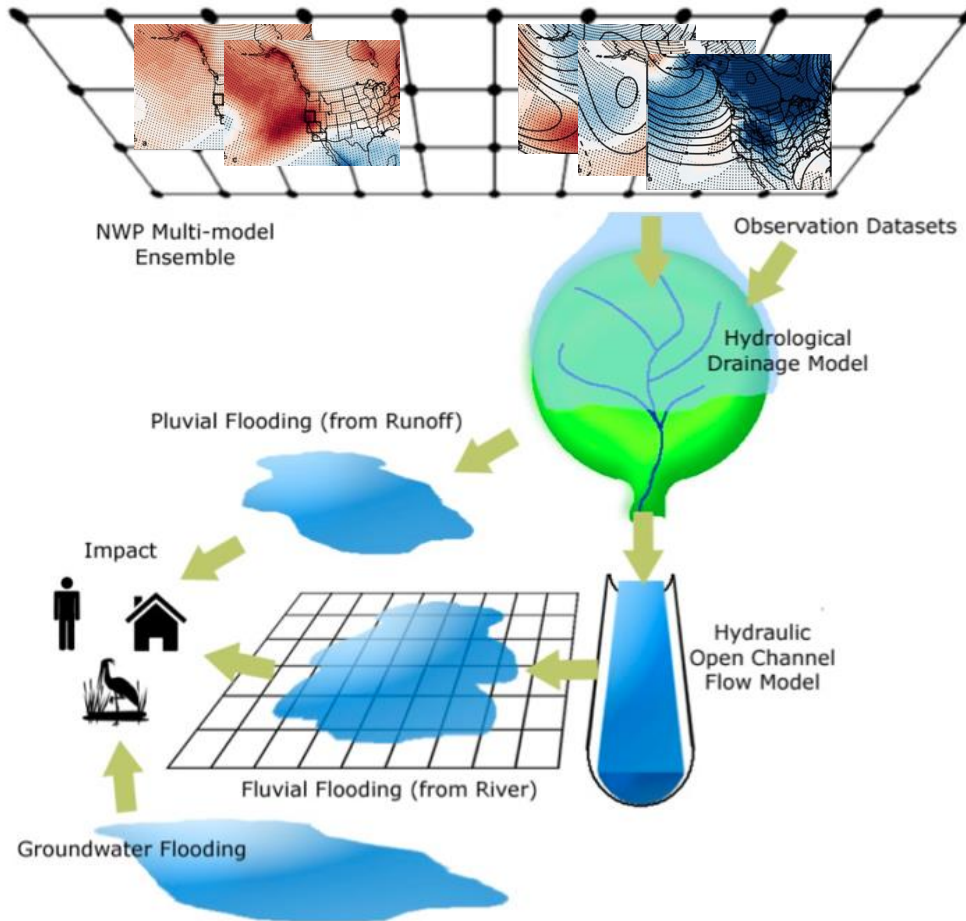 NWP Multi-model
Ensemble
Observation Datasets
Hydrological
Drainage Model
Pluvial Flooding (from Runoff)
Impact
Hydraulic
Open Channel
Flow Model
Fluvial Flooding (from River)
Groundwater Flooding